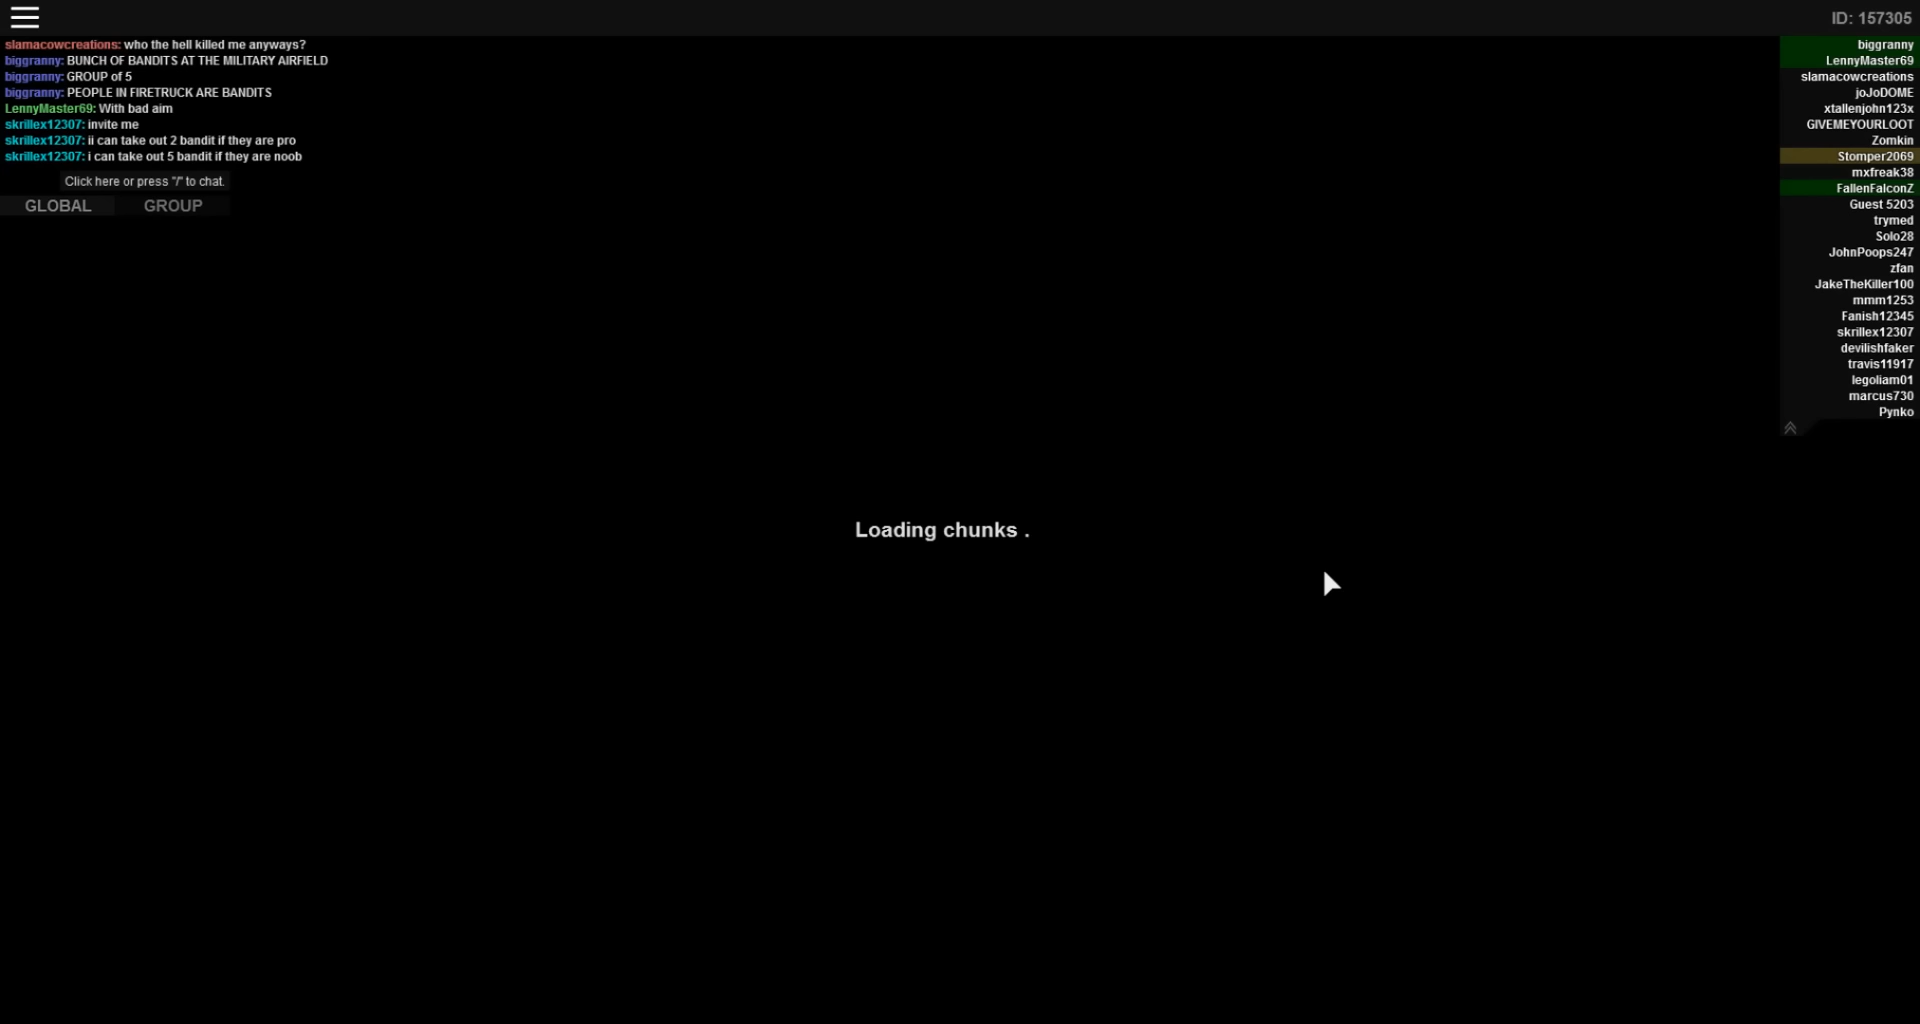 ID: 157305
slamacowcreations: who the hell killed me anyways?
biggranny: BUNCH OF BANDITS AT THE MILITARY AIRFIELD
biggranny: GROUP of 5
biggranny: PEOPLE IN FIRETRUCK ARE BANDITS
LennyMaster69: With bad aim
skrillex12307: invite me
skrillex12307: ii can take out 2 bandit if they are pro
skrillex12307: i can take out 5 bandit if they are noob
Click here or press "/" to chat.
GLOBAL GROUP
biggranny
LennyMaster69
slamacowcreations
joJoDOME
xtallenjohn123x
GIVEMEYOURLOOT
Zomkin
Stomper2069
mxfreak38
FallenFalconZ
Guest 5203
trymed
Solo28
JohnPoops247
zfan
JakeTheKiller100
mmm1253
Fanish12345
skrillex12307
devilishfaker
travis11917
legoliam01
marcus730
Pynko
Loading chunks .